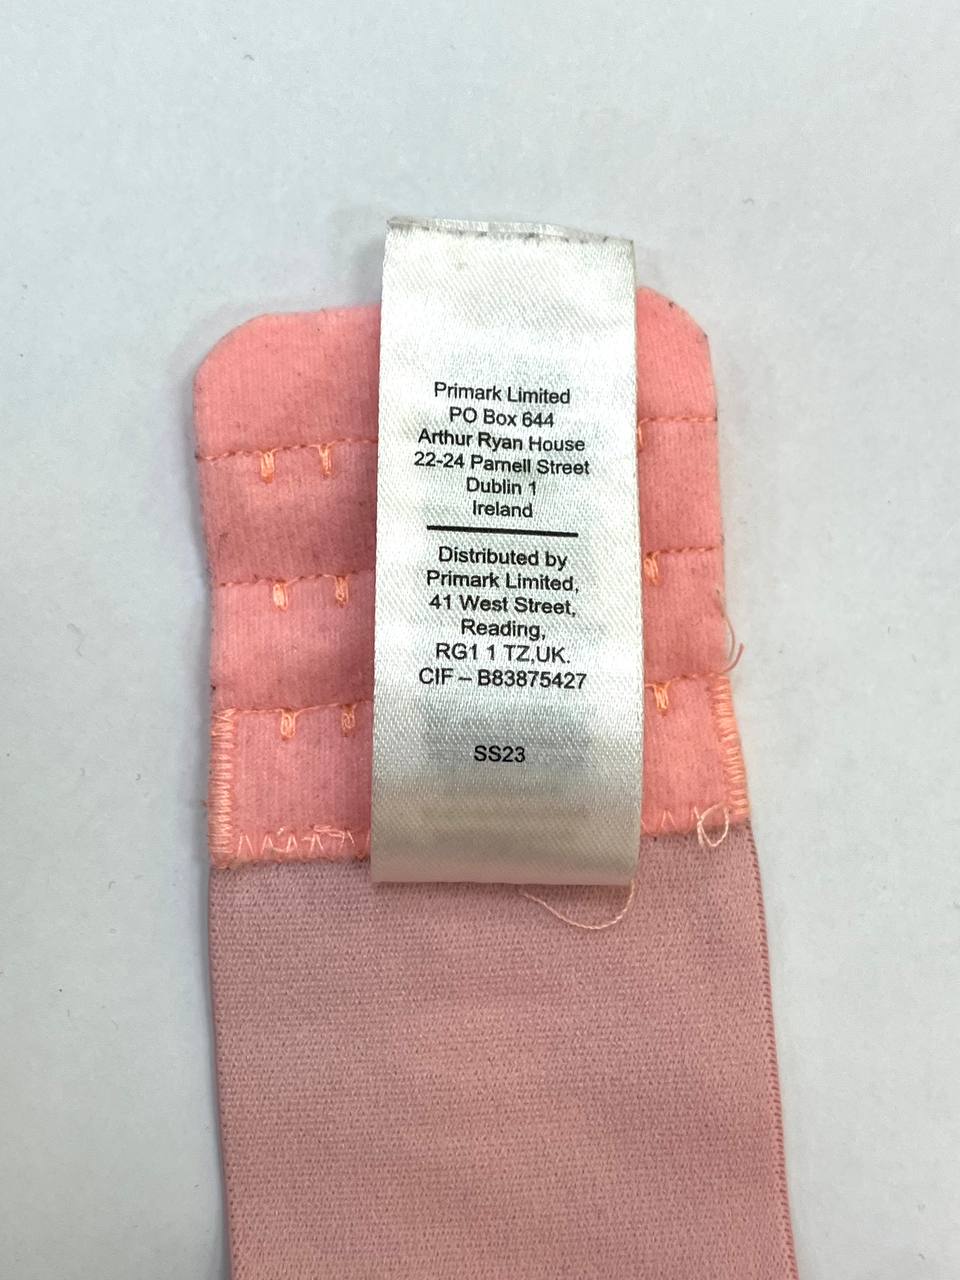 Primark Limited
PO Box 644
Arthur Ryan House
22-24 Parnell Street
Dublin 1
Ireland
Distributed by
Primark Limited,
41 West Street,
Reading,
RG1 1 TZ,UK.
CIF – B83875427
SS23